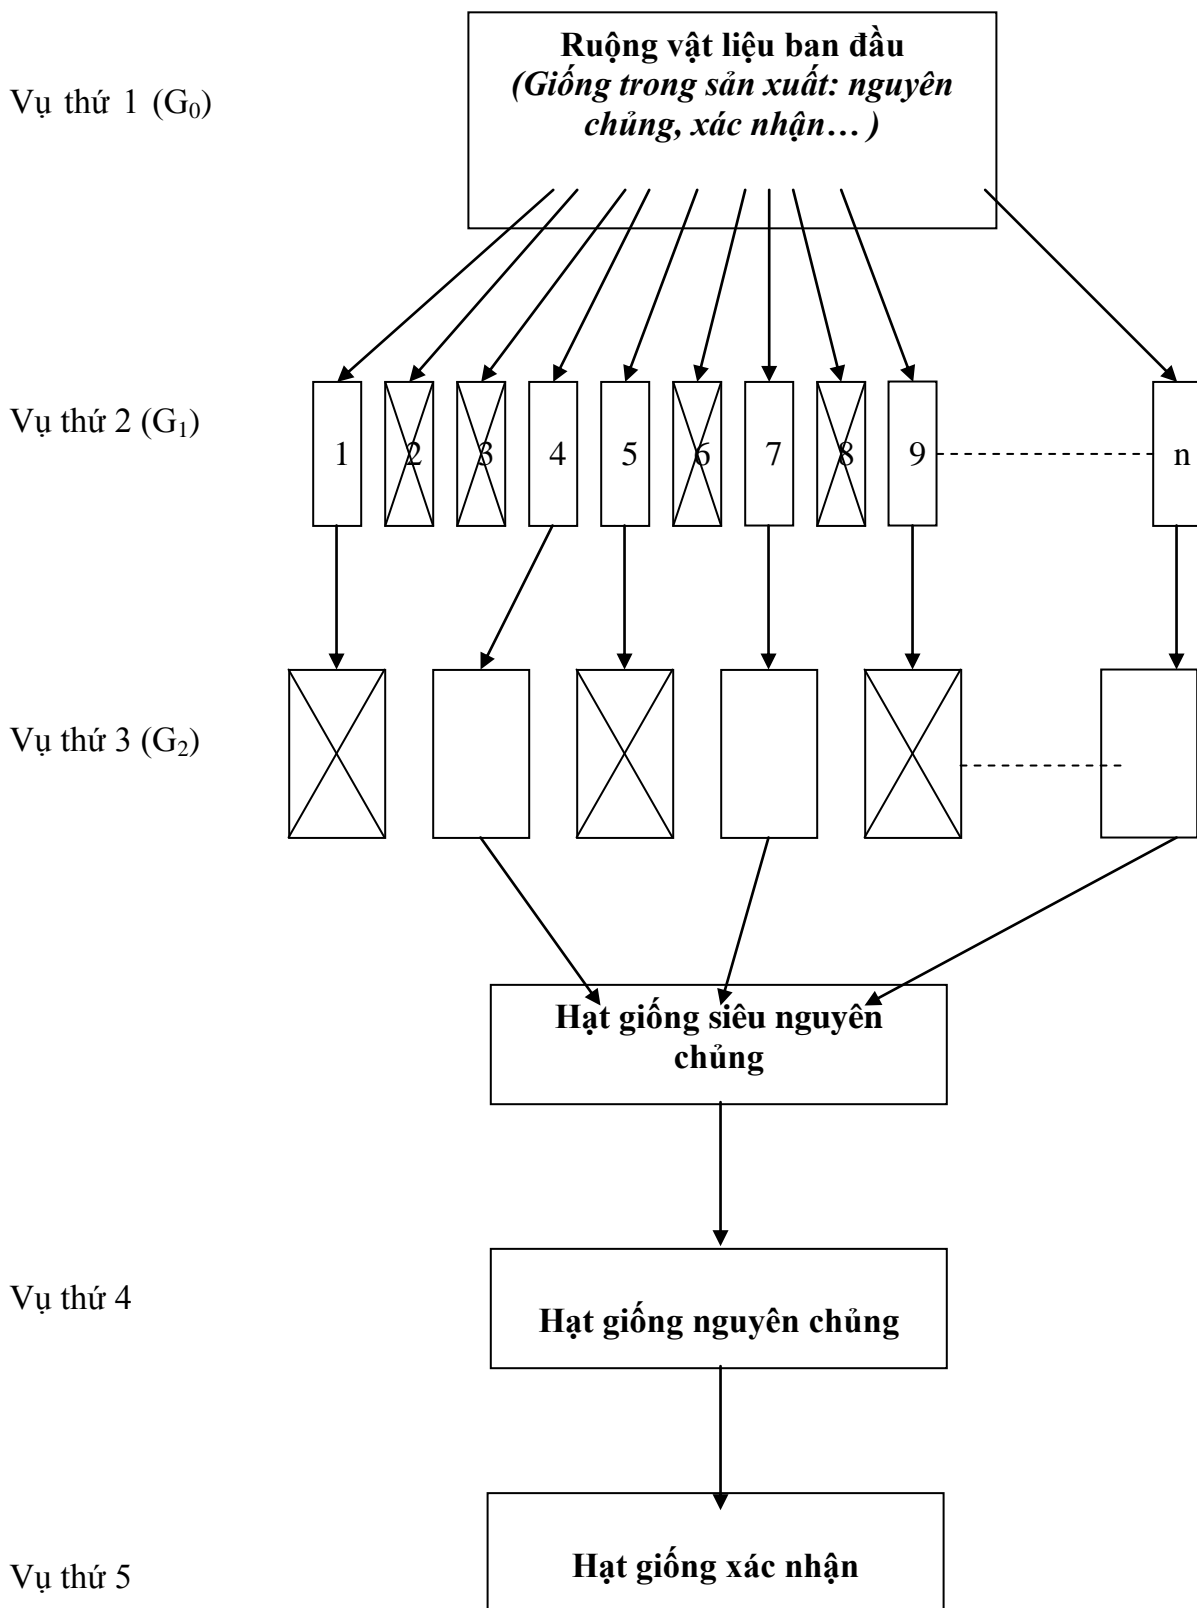 Ruộng vật liệu ban đầu
(Giống trong sản xuất: nguyên
chủng, xác nhận… )
Vụ thứ 1 (G₀)
Vụ thứ 2 (G₁)
1 2 3 4 5 6 7 8 9 n
Vụ thứ 3 (G₂)
Hạt giống siêu nguyên
chủng
Vụ thứ 4
Hạt giống nguyên chủng
Hạt giống xác nhận
Vụ thứ 5